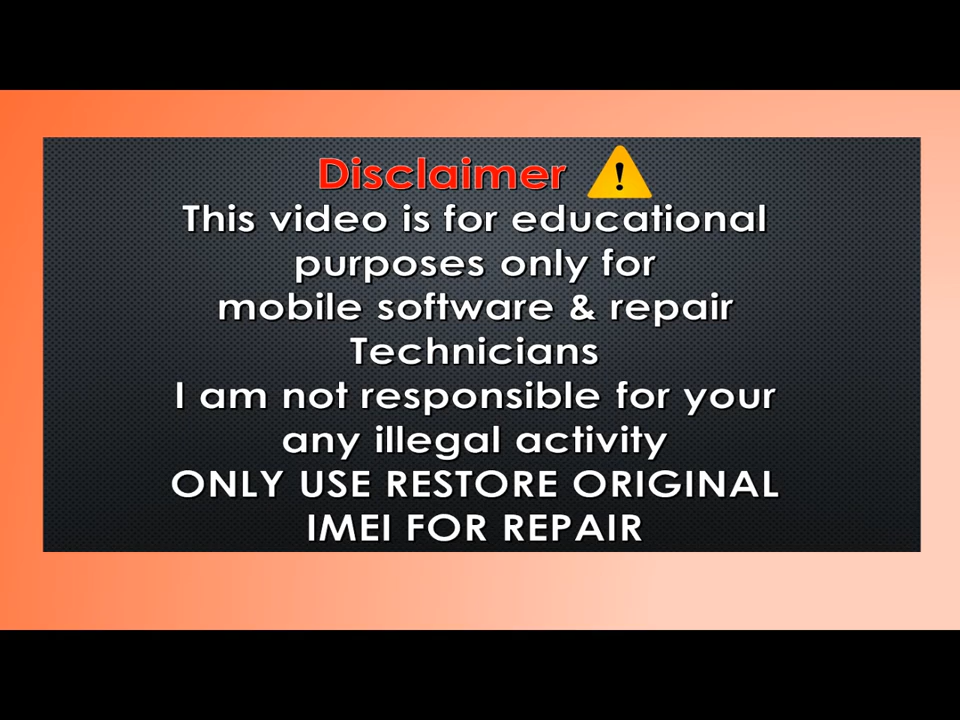 Disclaimer
This video is for educational
purposes only for
mobile software & repair
Technicians
I am not responsible for your
any illegal activity
ONLY USE RESTORE ORIGINAL
IMEI FOR REPAIR